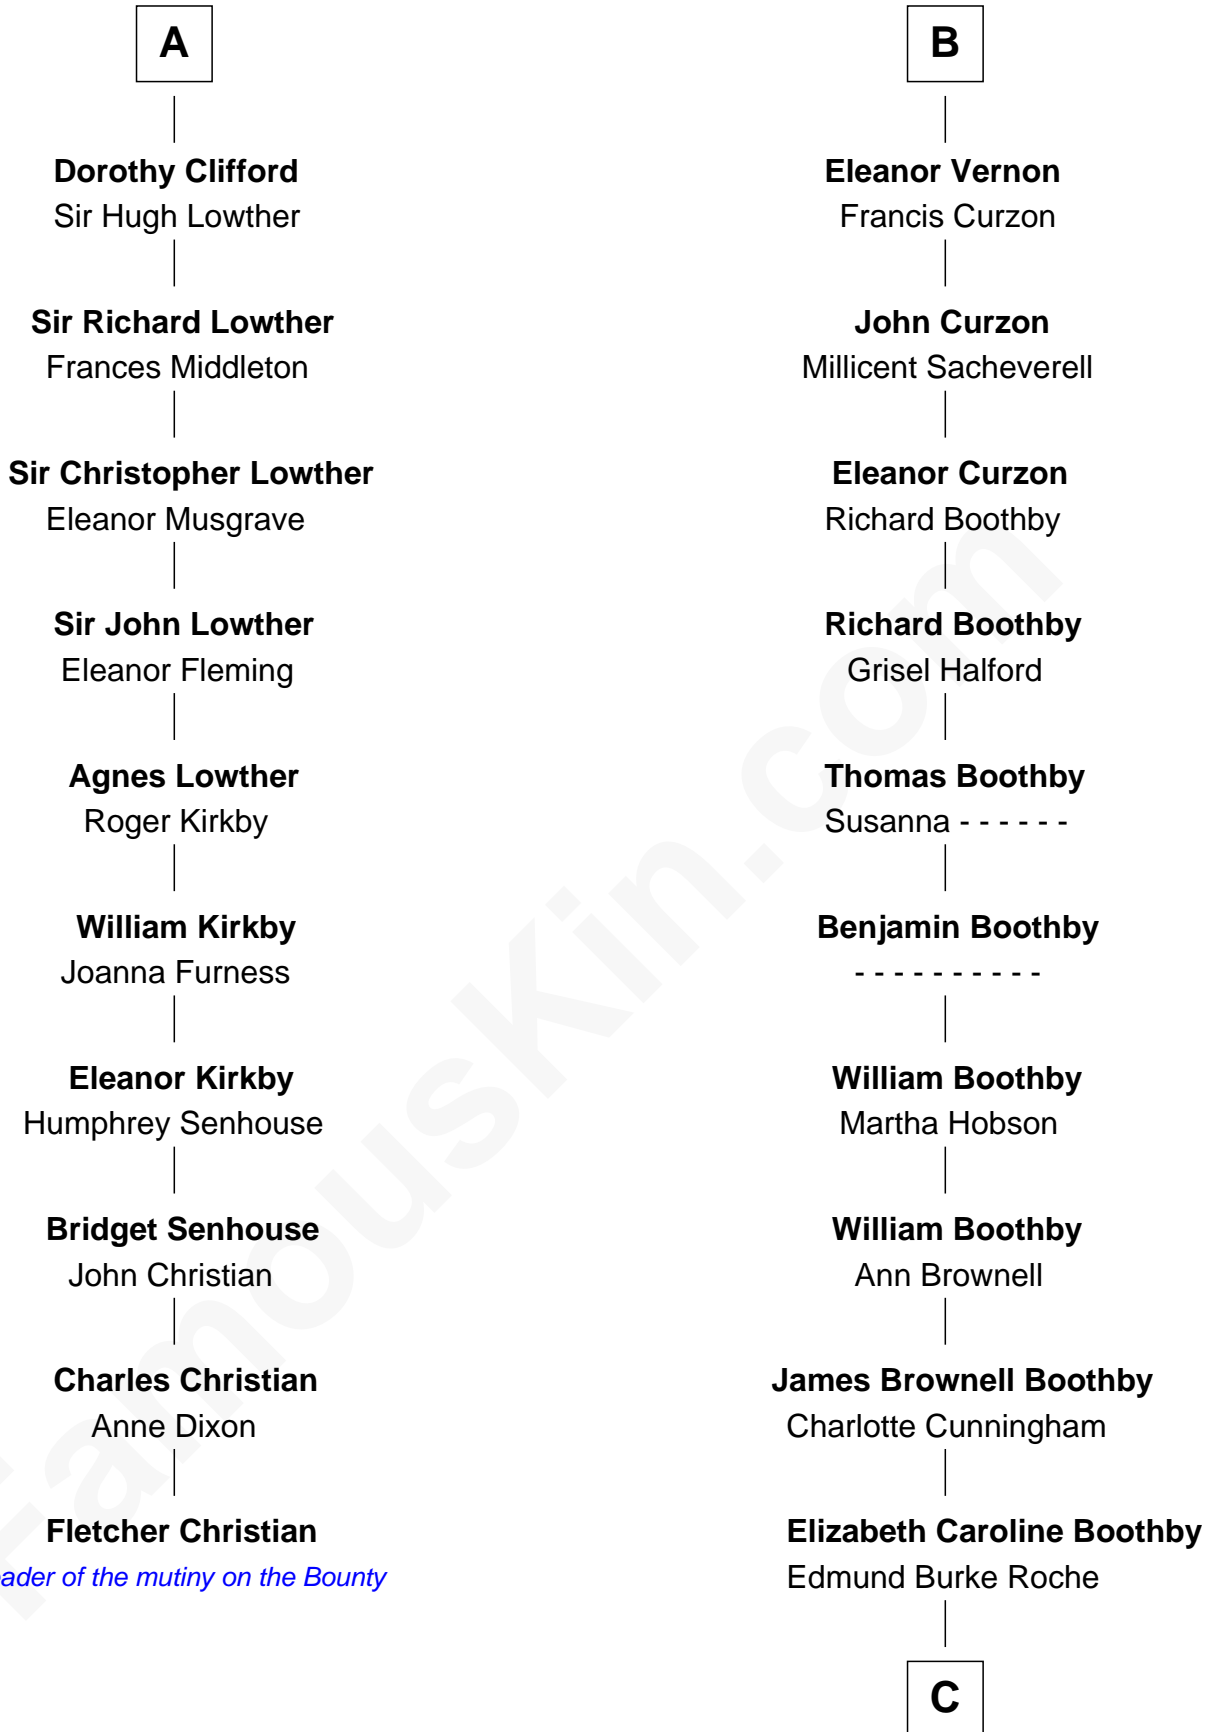 A
Dorothy Clifford
Sir Hugh Lowther
Sir Richard Lowther
Frances Middleton
Sir Christopher Lowther
Eleanor Musgrave
Sir John Lowther
Eleanor Fleming
Agnes Lowther
Roger Kirkby
William Kirkby
Joanna Furness
Eleanor Kirkby
Humphrey Senhouse
Bridget Senhouse
John Christian
Charles Christian
Anne Dixon
Fletcher Christian
ader of the mutiny on the Bounty
B
Eleanor Vernon
Francis Curzon
John Curzon
Millicent Sacheverell
Eleanor Curzon
Richard Boothby
Richard Boothby
Grisel Halford
Thomas Boothby
Susanna - - - - - -
Benjamin Boothby
- - - - - - - - - -
William Boothby
Martha Hobson
William Boothby
Ann Brownell
James Brownell Boothby
Charlotte Cunningham
Elizabeth Caroline Boothby
Edmund Burke Roche
C
FamousKin.com